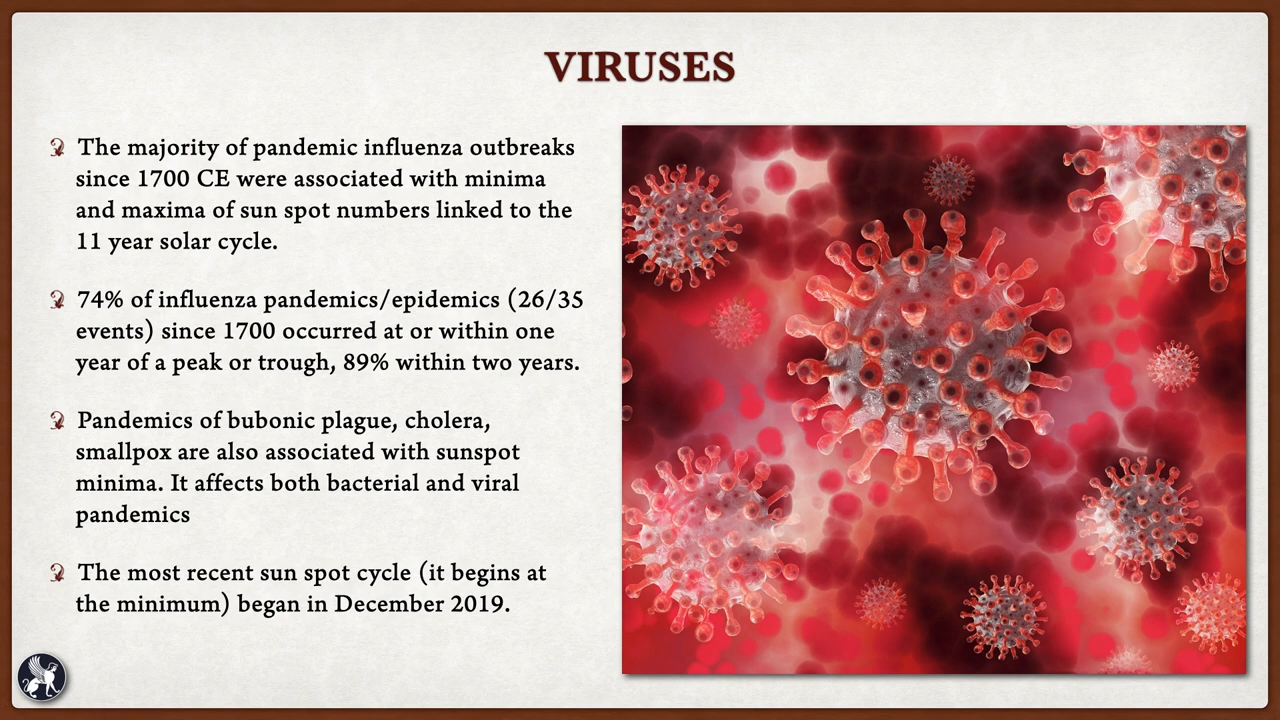 VIRUSES
The majority of pandemic influenza outbreaks
since 1700 CE were associated with minima
and maxima of sun spot numbers linked to the
11 year solar cycle.
74% of influenza pandemics/epidemics (26/35
events) since 1700 occurred at or within one
year of a peak or trough, 89% within two years.
Pandemics of bubonic plague, cholera,
smallpox are also associated with sunspot
minima. It affects both bacterial and viral
pandemics
The most recent sun spot cycle (it begins at
the minimum) began in December 2019.